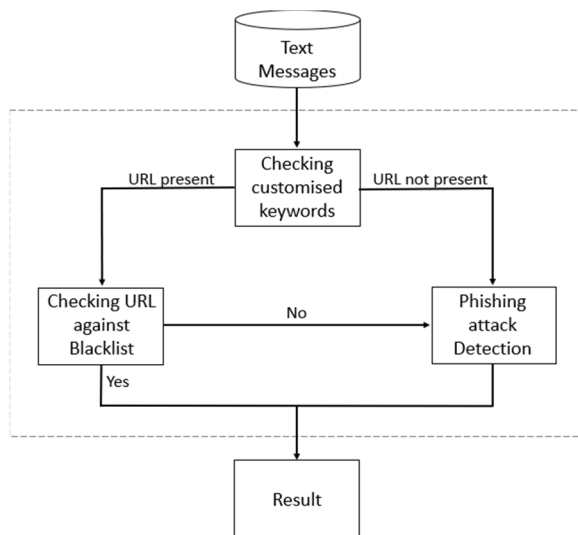 Text
Messages
Checking
customised
keywords
URL present
URL not present
Checking URL
against
Blacklist
No
Phishing
attack
Detection
Yes
Result